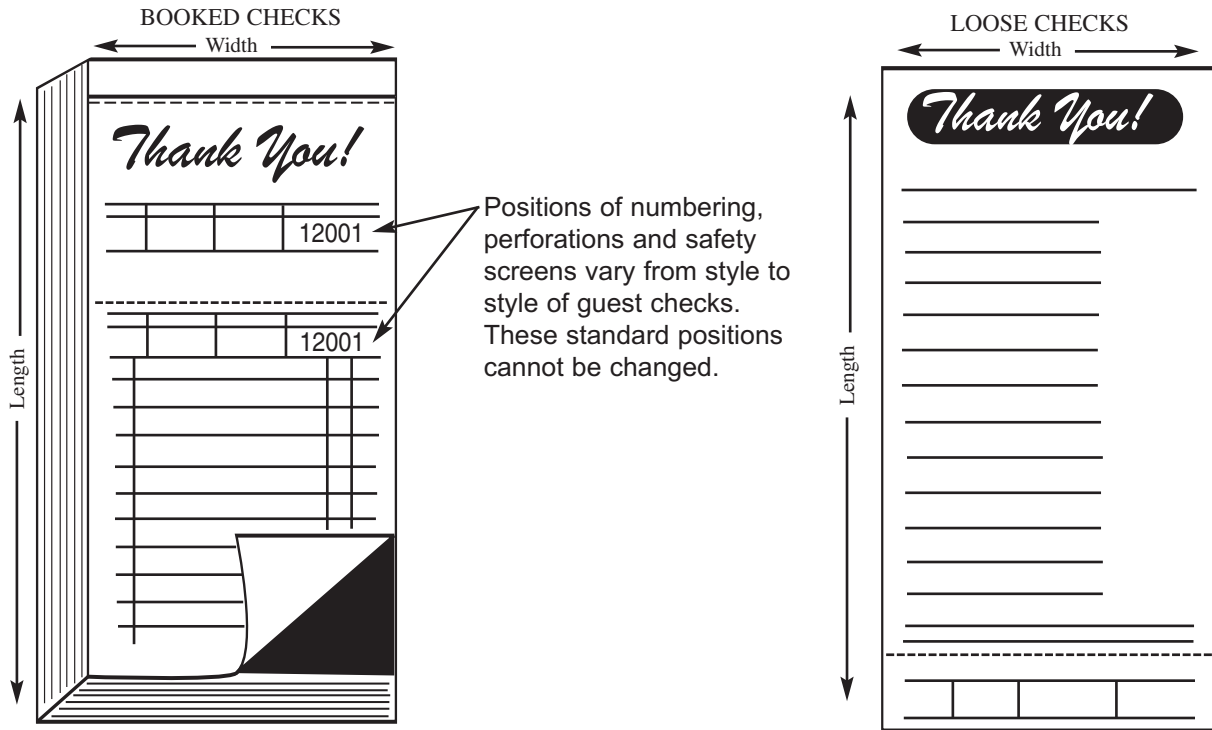 BOOKED CHECKS
Width
Length
Thank You!
12001
12001
Positions of numbering,
perforations and safety
screens vary from style to
style of guest checks.
These standard positions
cannot be changed.
LOOSE CHECKS
Width
Length
Thank You!